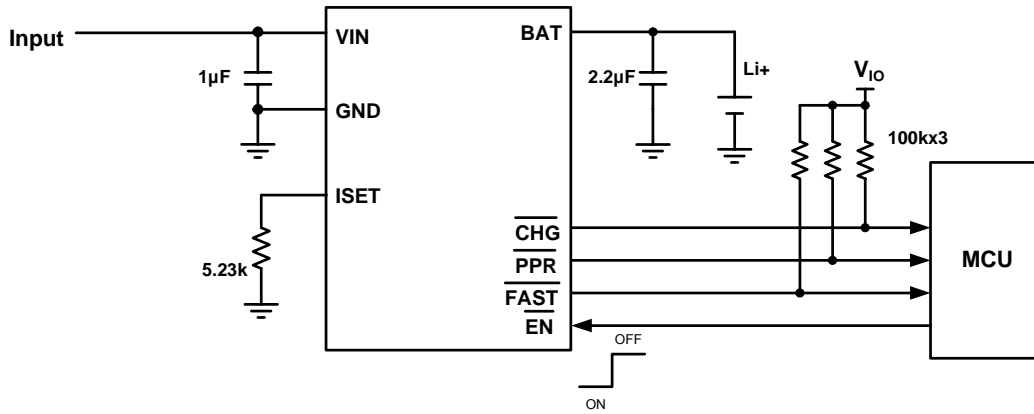 Input
VIN
BAT
1µF
2.2µF
Li+
VIO
GND
100kx3
ISET
CHG
PPR
MCU
5.23k
FAST
EN
OFF
ON